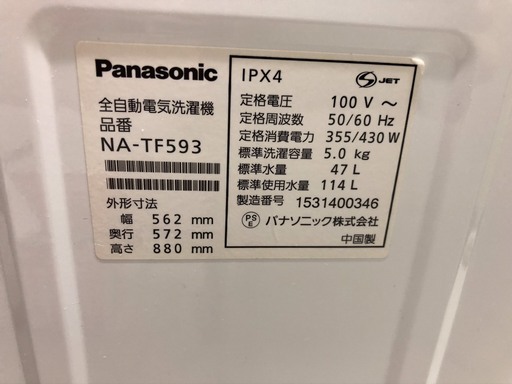 Panasonic
全自動電気洗濯機
品番
NA-TF593
外形寸法
幅 562 mm
奥行 572 mm
高さ 880 mm
IPX4
S JET
定格電圧 100 V ～
定格周波数 50/60 Hz
定格消費電力 355/430 W
標準洗濯容量 5.0 kg
標準水量 47 L
標準使用水量 114 L
製造番号 1531400346
PS E パナソニック株式会社
中国製